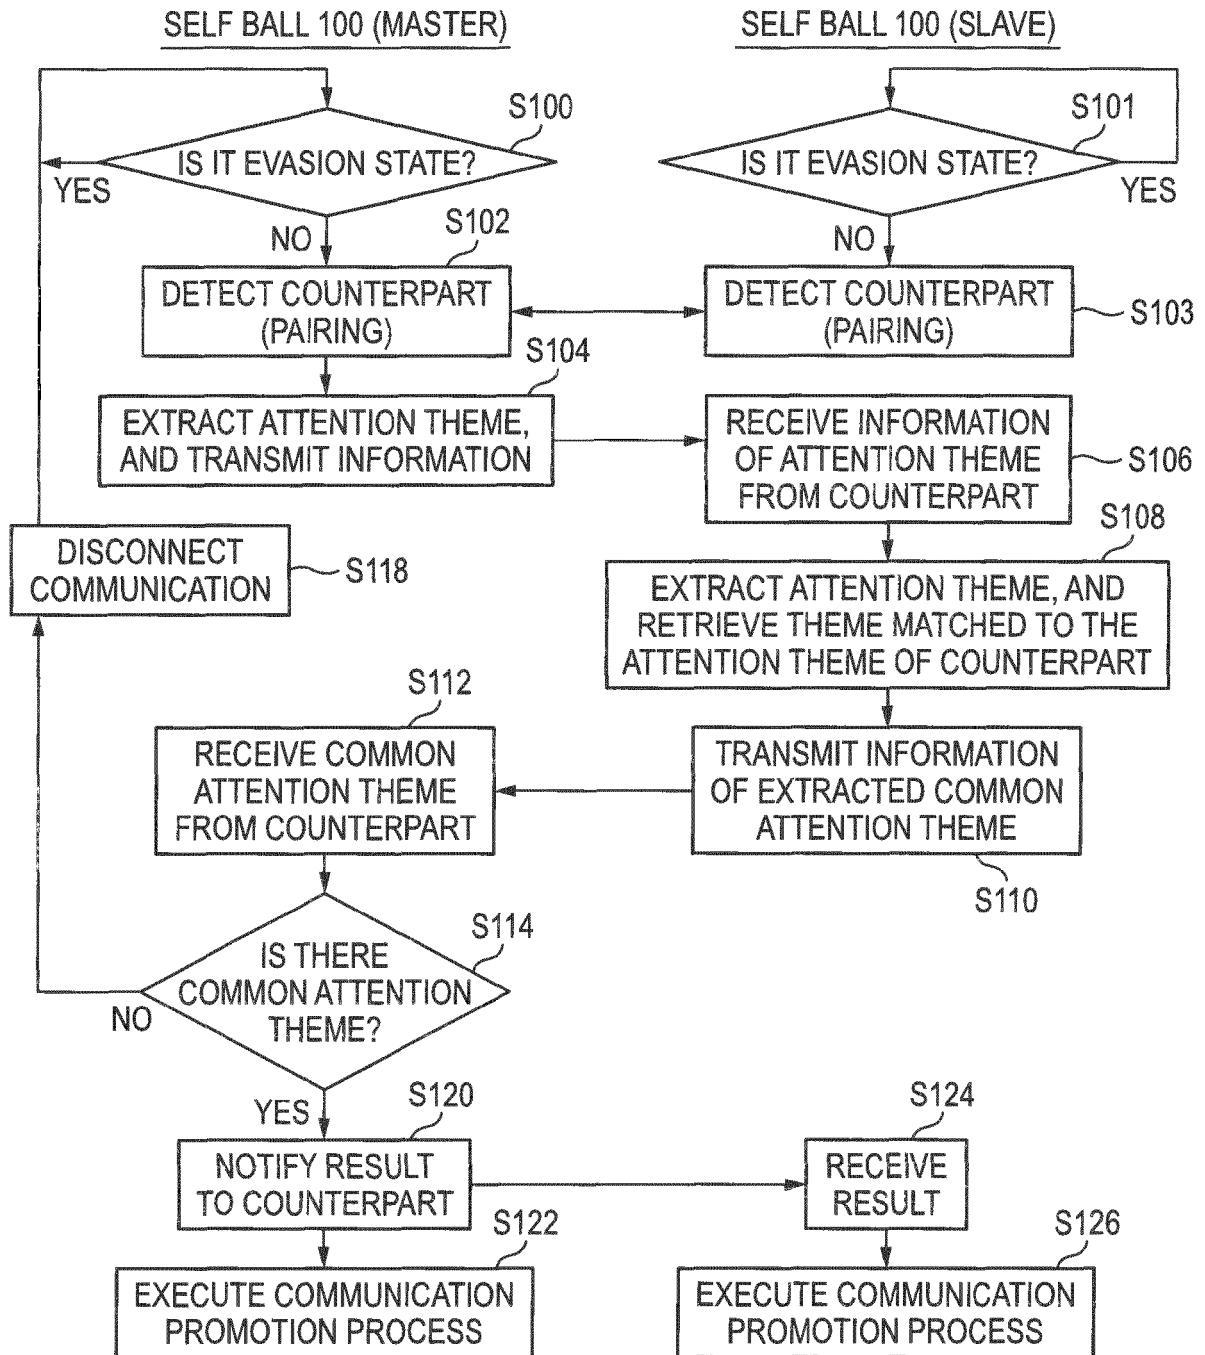 SELF BALL 100 (MASTER)
SELF BALL 100 (SLAVE)
S100
IS IT EVASION STATE?
YES
NO
S101
IS IT EVASION STATE?
YES
NO
S102
DETECT COUNTERPART
(PAIRING)
DETECT COUNTERPART
(PAIRING)
S103
S104
EXTRACT ATTENTION THEME,
AND TRANSMIT INFORMATION
RECEIVE INFORMATION
OF ATTENTION THEME
FROM COUNTERPART
S106
DISCONNECT
COMMUNICATION
S118
S108
EXTRACT ATTENTION THEME, AND
RETRIEVE THEME MATCHED TO THE
ATTENTION THEME OF COUNTERPART
S112
RECEIVE COMMON
ATTENTION THEME
FROM COUNTERPART
TRANSMIT INFORMATION
OF EXTRACTED COMMON
ATTENTION THEME
S110
S114
IS THERE
COMMON ATTENTION
THEME?
NO
YES
S120
NOTIFY RESULT
TO COUNTERPART
S124
RECEIVE
RESULT
S122
EXECUTE COMMUNICATION
PROMOTION PROCESS
S126
EXECUTE COMMUNICATION
PROMOTION PROCESS